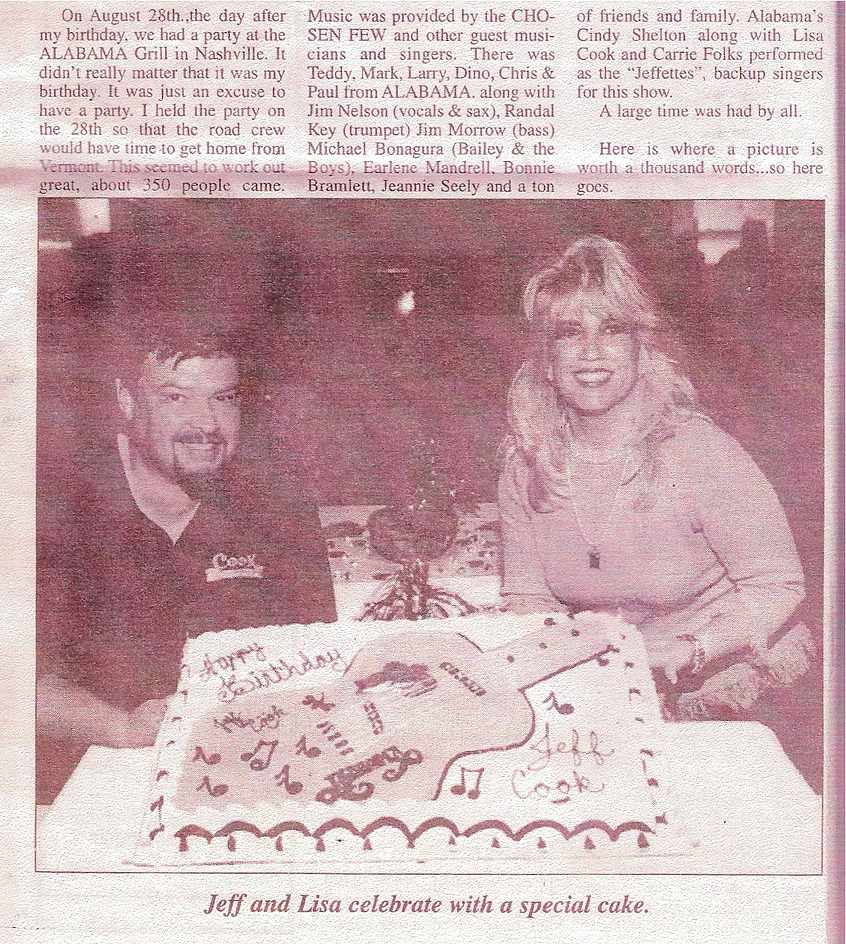 On August 28th.,the day after
my birthday, we had a party at the
ALABAMA Grill in Nashville. It
didn't really matter that it was my
birthday. It was just an excuse to
have a party. I held the party on
the 28th so that the road crew
would have time to get home from
Vermont. This seemed to work out
great, about 350 people came.
Music was provided by the CHO-
SEN FEW and other guest musi-
cians and singers. There was
Teddy, Mark, Larry, Dino, Chris &
Paul from ALABAMA. along with
Jim Nelson (vocals & sax), Randal
Key (trumpet) Jim Morrow (bass)
Michael Bonagura (Bailey & the
Boys), Earlene Mandrell, Bonnie
Bramlett, Jeannie Seely and a ton
of friends and family. Alabama's
Cindy Shelton along with Lisa
Cook and Carrie Folks performed
as the "Jeffettes", backup singers
for this show.
A large time was had by all.
Here is where a picture is
worth a thousand words...so here
goes.
Cook
Happy
Birthday
Jeff
Cook
Jeff and Lisa celebrate with a special cake.